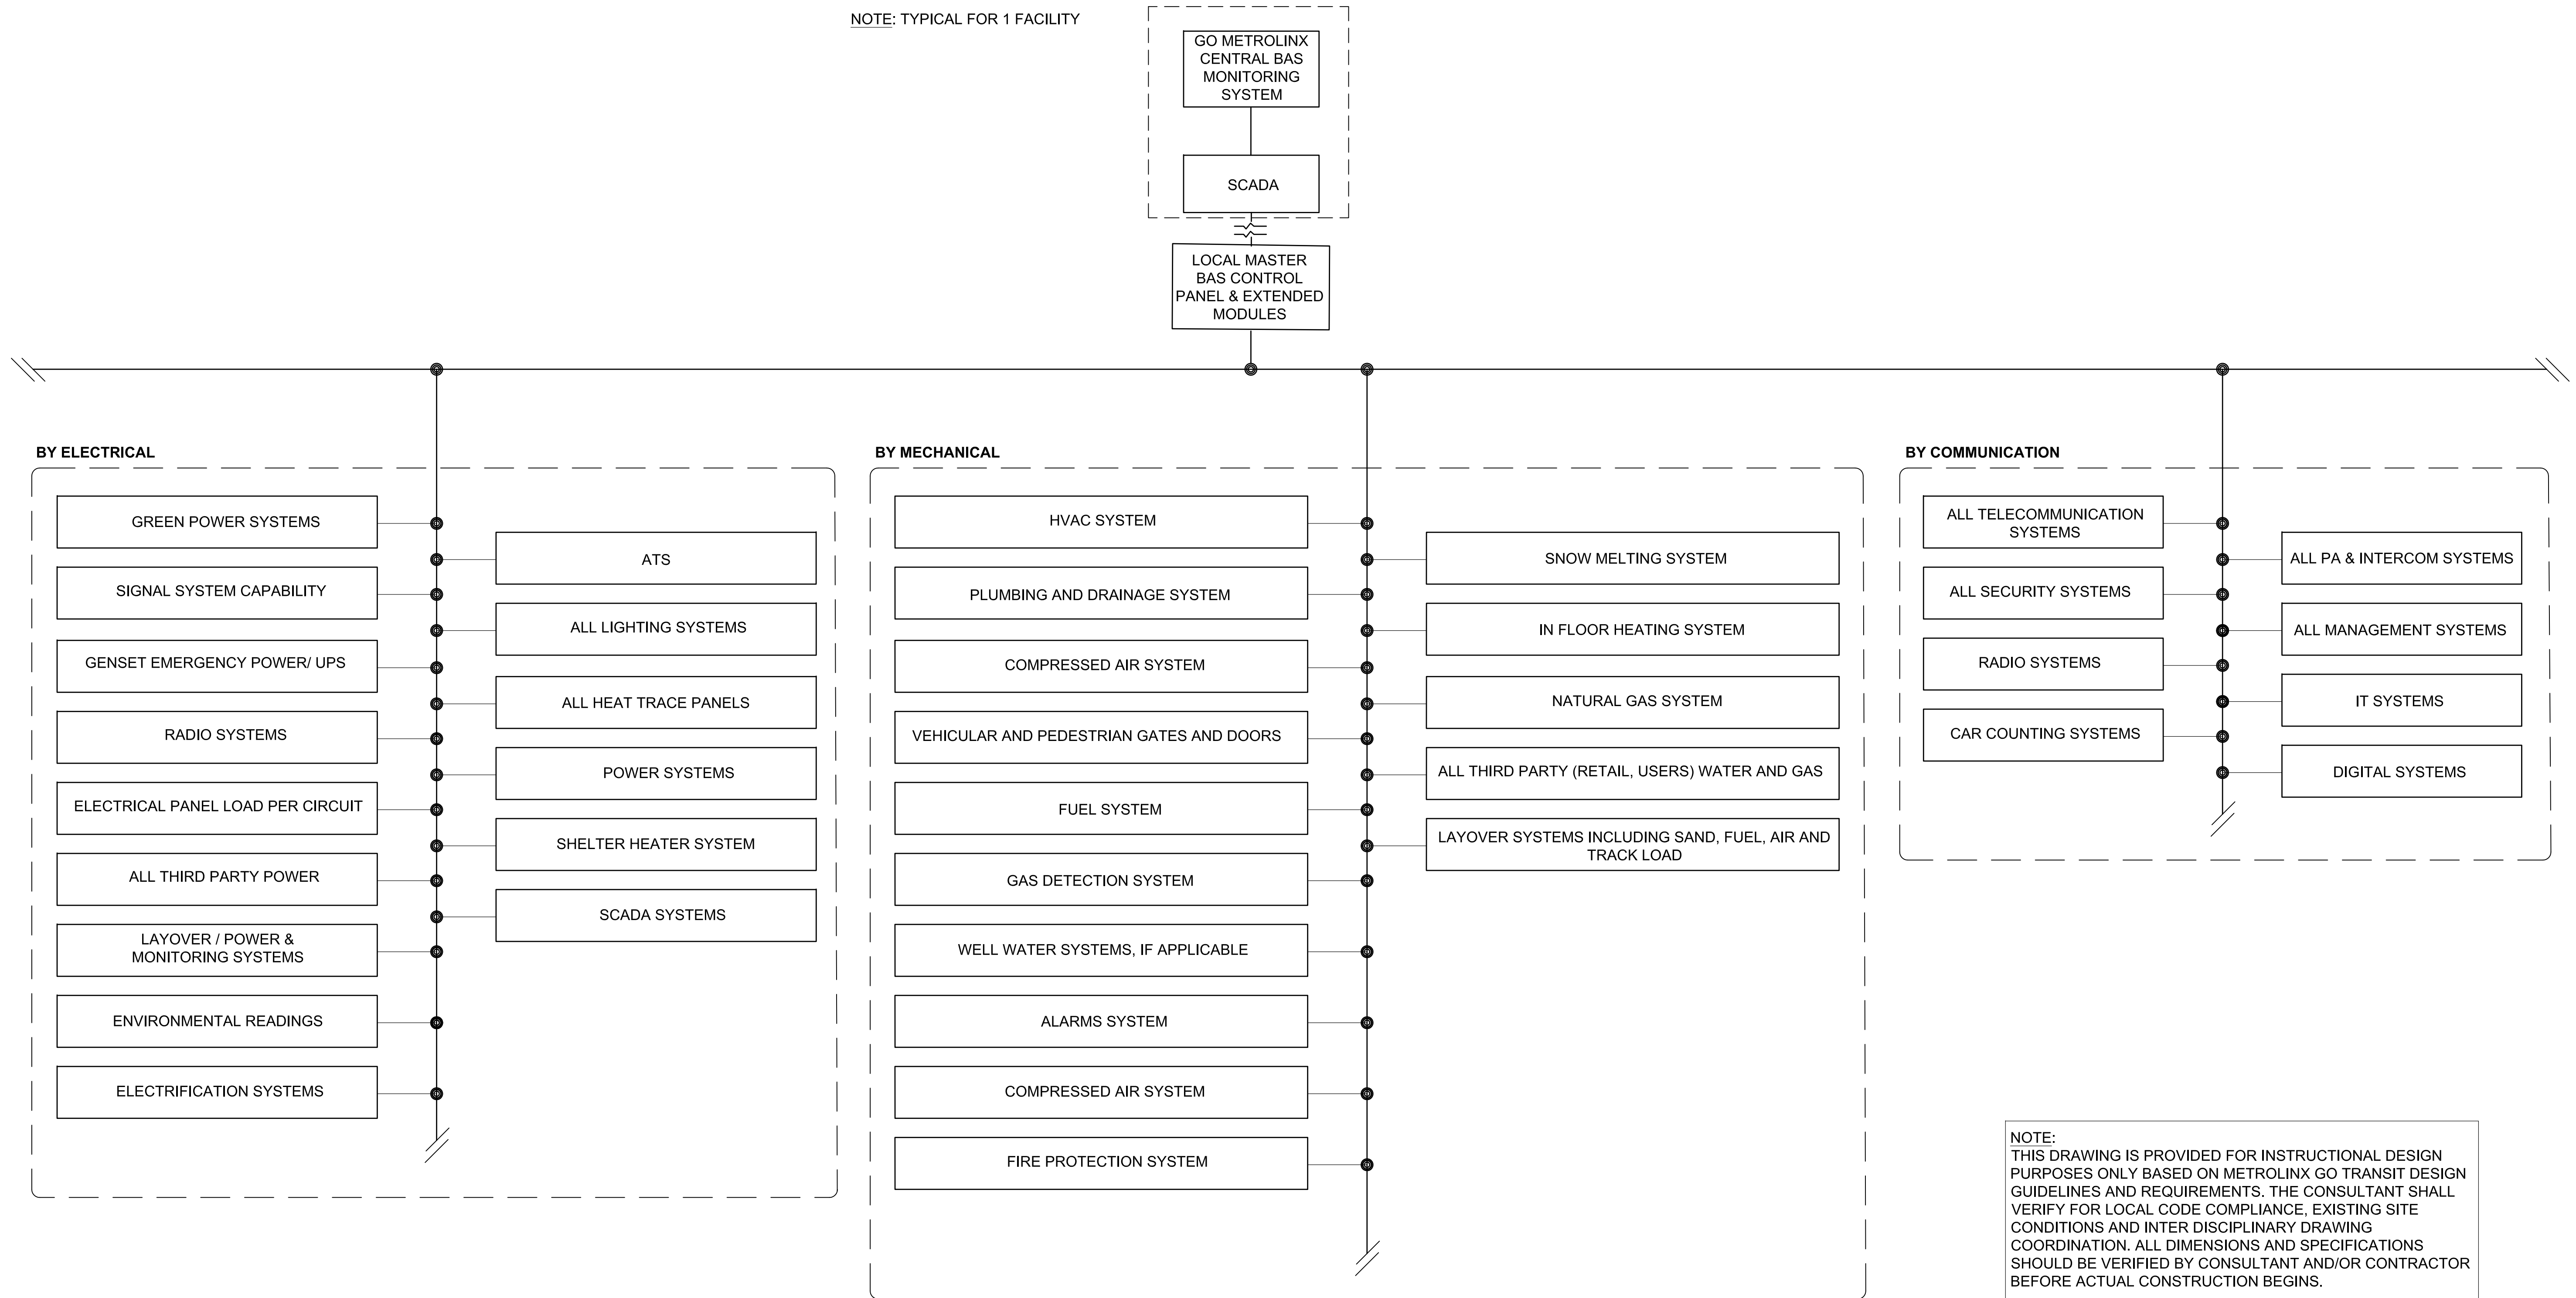 NOTE: TYPICAL FOR 1 FACILITY
GO METROLINX
CENTRAL BAS
MONITORING
SYSTEM
SCADA
LOCAL MASTER
BAS CONTROL
PANEL & EXTENDED
MODULES
BY ELECTRICAL
GREEN POWER SYSTEMS
SIGNAL SYSTEM CAPABILITY
GENSET EMERGENCY POWER/ UPS
RADIO SYSTEMS
ELECTRICAL PANEL LOAD PER CIRCUIT
ALL THIRD PARTY POWER
LAYOVER / POWER &
MONITORING SYSTEMS
ENVIRONMENTAL READINGS
ELECTRIFICATION SYSTEMS
ATS
ALL LIGHTING SYSTEMS
ALL HEAT TRACE PANELS
POWER SYSTEMS
SHELTER HEATER SYSTEM
SCADA SYSTEMS
BY MECHANICAL
HVAC SYSTEM
PLUMBING AND DRAINAGE SYSTEM
COMPRESSED AIR SYSTEM
VEHICULAR AND PEDESTRIAN GATES AND DOORS
FUEL SYSTEM
GAS DETECTION SYSTEM
WELL WATER SYSTEMS, IF APPLICABLE
ALARMS SYSTEM
COMPRESSED AIR SYSTEM
FIRE PROTECTION SYSTEM
SNOW MELTING SYSTEM
IN FLOOR HEATING SYSTEM
NATURAL GAS SYSTEM
ALL THIRD PARTY (RETAIL, USERS) WATER AND GAS
LAYOVER SYSTEMS INCLUDING SAND, FUEL, AIR AND
TRACK LOAD
BY COMMUNICATION
ALL TELECOMMUNICATION
SYSTEMS
ALL SECURITY SYSTEMS
RADIO SYSTEMS
CAR COUNTING SYSTEMS
ALL PA & INTERCOM SYSTEMS
ALL MANAGEMENT SYSTEMS
IT SYSTEMS
DIGITAL SYSTEMS
NOTE:
THIS DRAWING IS PROVIDED FOR INSTRUCTIONAL DESIGN
PURPOSES ONLY BASED ON METROLINX GO TRANSIT DESIGN
GUIDELINES AND REQUIREMENTS. THE CONSULTANT SHALL
VERIFY FOR LOCAL CODE COMPLIANCE, EXISTING SITE
CONDITIONS AND INTER DISCIPLINARY DRAWING
COORDINATION. ALL DIMENSIONS AND SPECIFICATIONS
SHOULD BE VERIFIED BY CONSULTANT AND/OR CONTRACTOR
BEFORE ACTUAL CONSTRUCTION BEGINS.